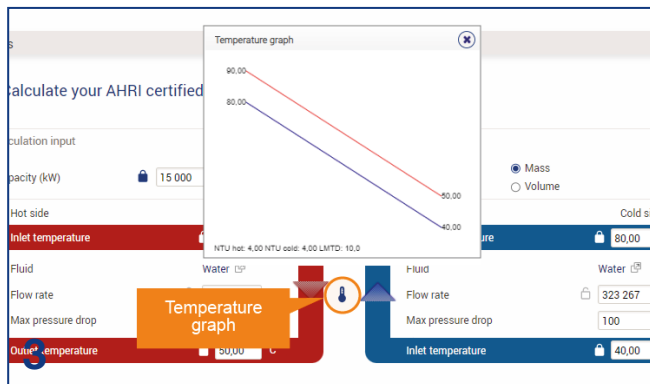 s
Temperature graph
Calculate your AHRI certified
90,00
80,00
50,00
40,00
NTU hot: 4,00 NTU cold: 4,00 LMTD: 10,0
culation input
pacity (kW) 15 000
Mass
Volume
Hot side
Cold si
Inlet temperature
ure 80,00
Fluid Water
Fluid Water
Flow rate
Flow rate 323 267
Max pressure drop
Max pressure drop 100
Temperature
graph
Outlet temperature 50,00 °C
Inlet temperature 40,00
3